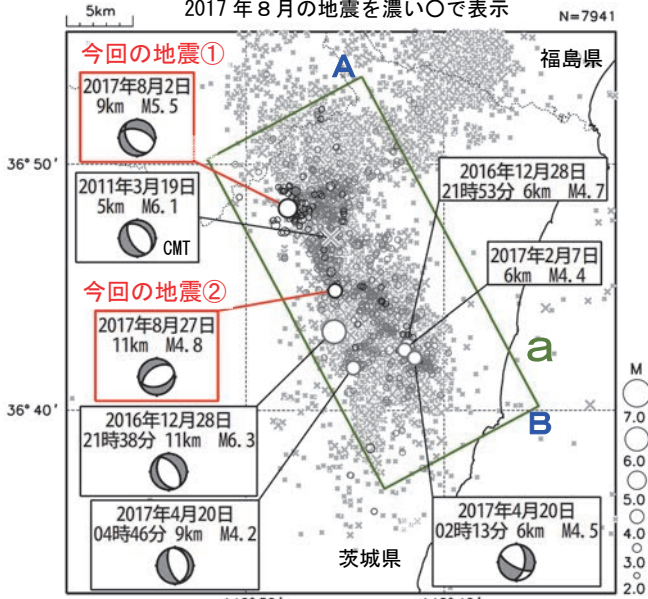 2017年8月の地震を濃い○で表示
5km
N=7941
今回の地震①
A
福島県
2017年8月2日
9km M5.5
36°50′
2016年12月28日
21時53分 6km M4.7
2011年3月19日
5km M6.1
CMT
2017年2月7日
6km M4.4
今回の地震②
2017年8月27日
11km M4.8
a
M
7.0
6.0
5.0
4.0
3.0
2.0
36°40′
B
2016年12月28日
21時38分 11km M6.3
2017年4月20日
04時46分 9km M4.2
2017年4月20日
02時13分 6km M4.5
茨城県